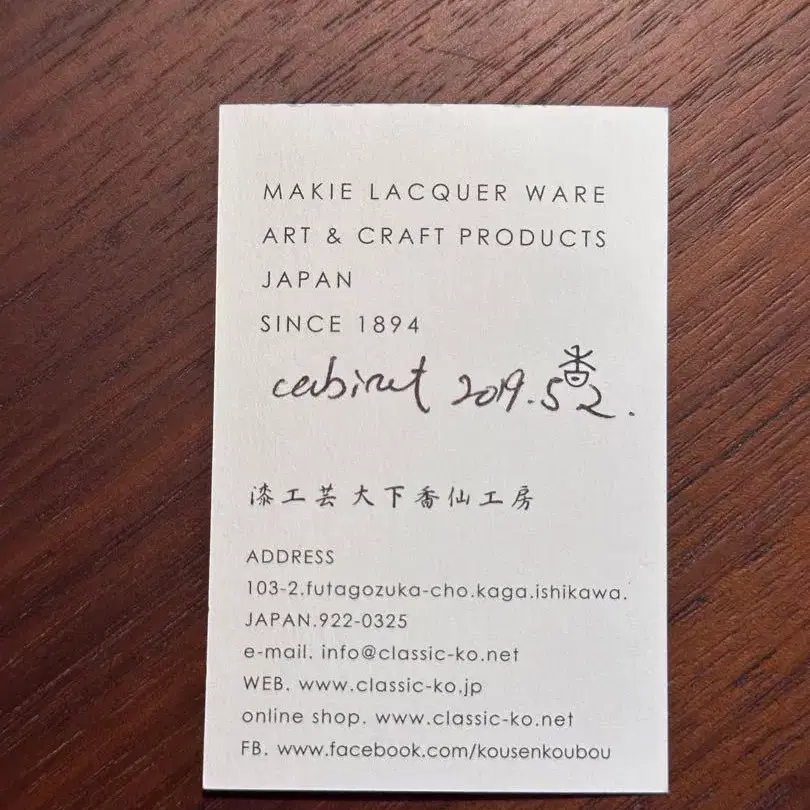 MAKIE LACQUER WARE
ART & CRAFT PRODUCTS
JAPAN
SINCE 1894
cabinet 2019.5 香 2.
漆工芸 大下香仙工房
ADDRESS
103-2.futagozuka-cho.kaga.ishikawa.
JAPAN.922-0325
e-mail. info@classic-ko.net
WEB. www.classic-ko.jp
online shop. www.classic-ko.net
FB. www.facebook.com/kousenkoubou